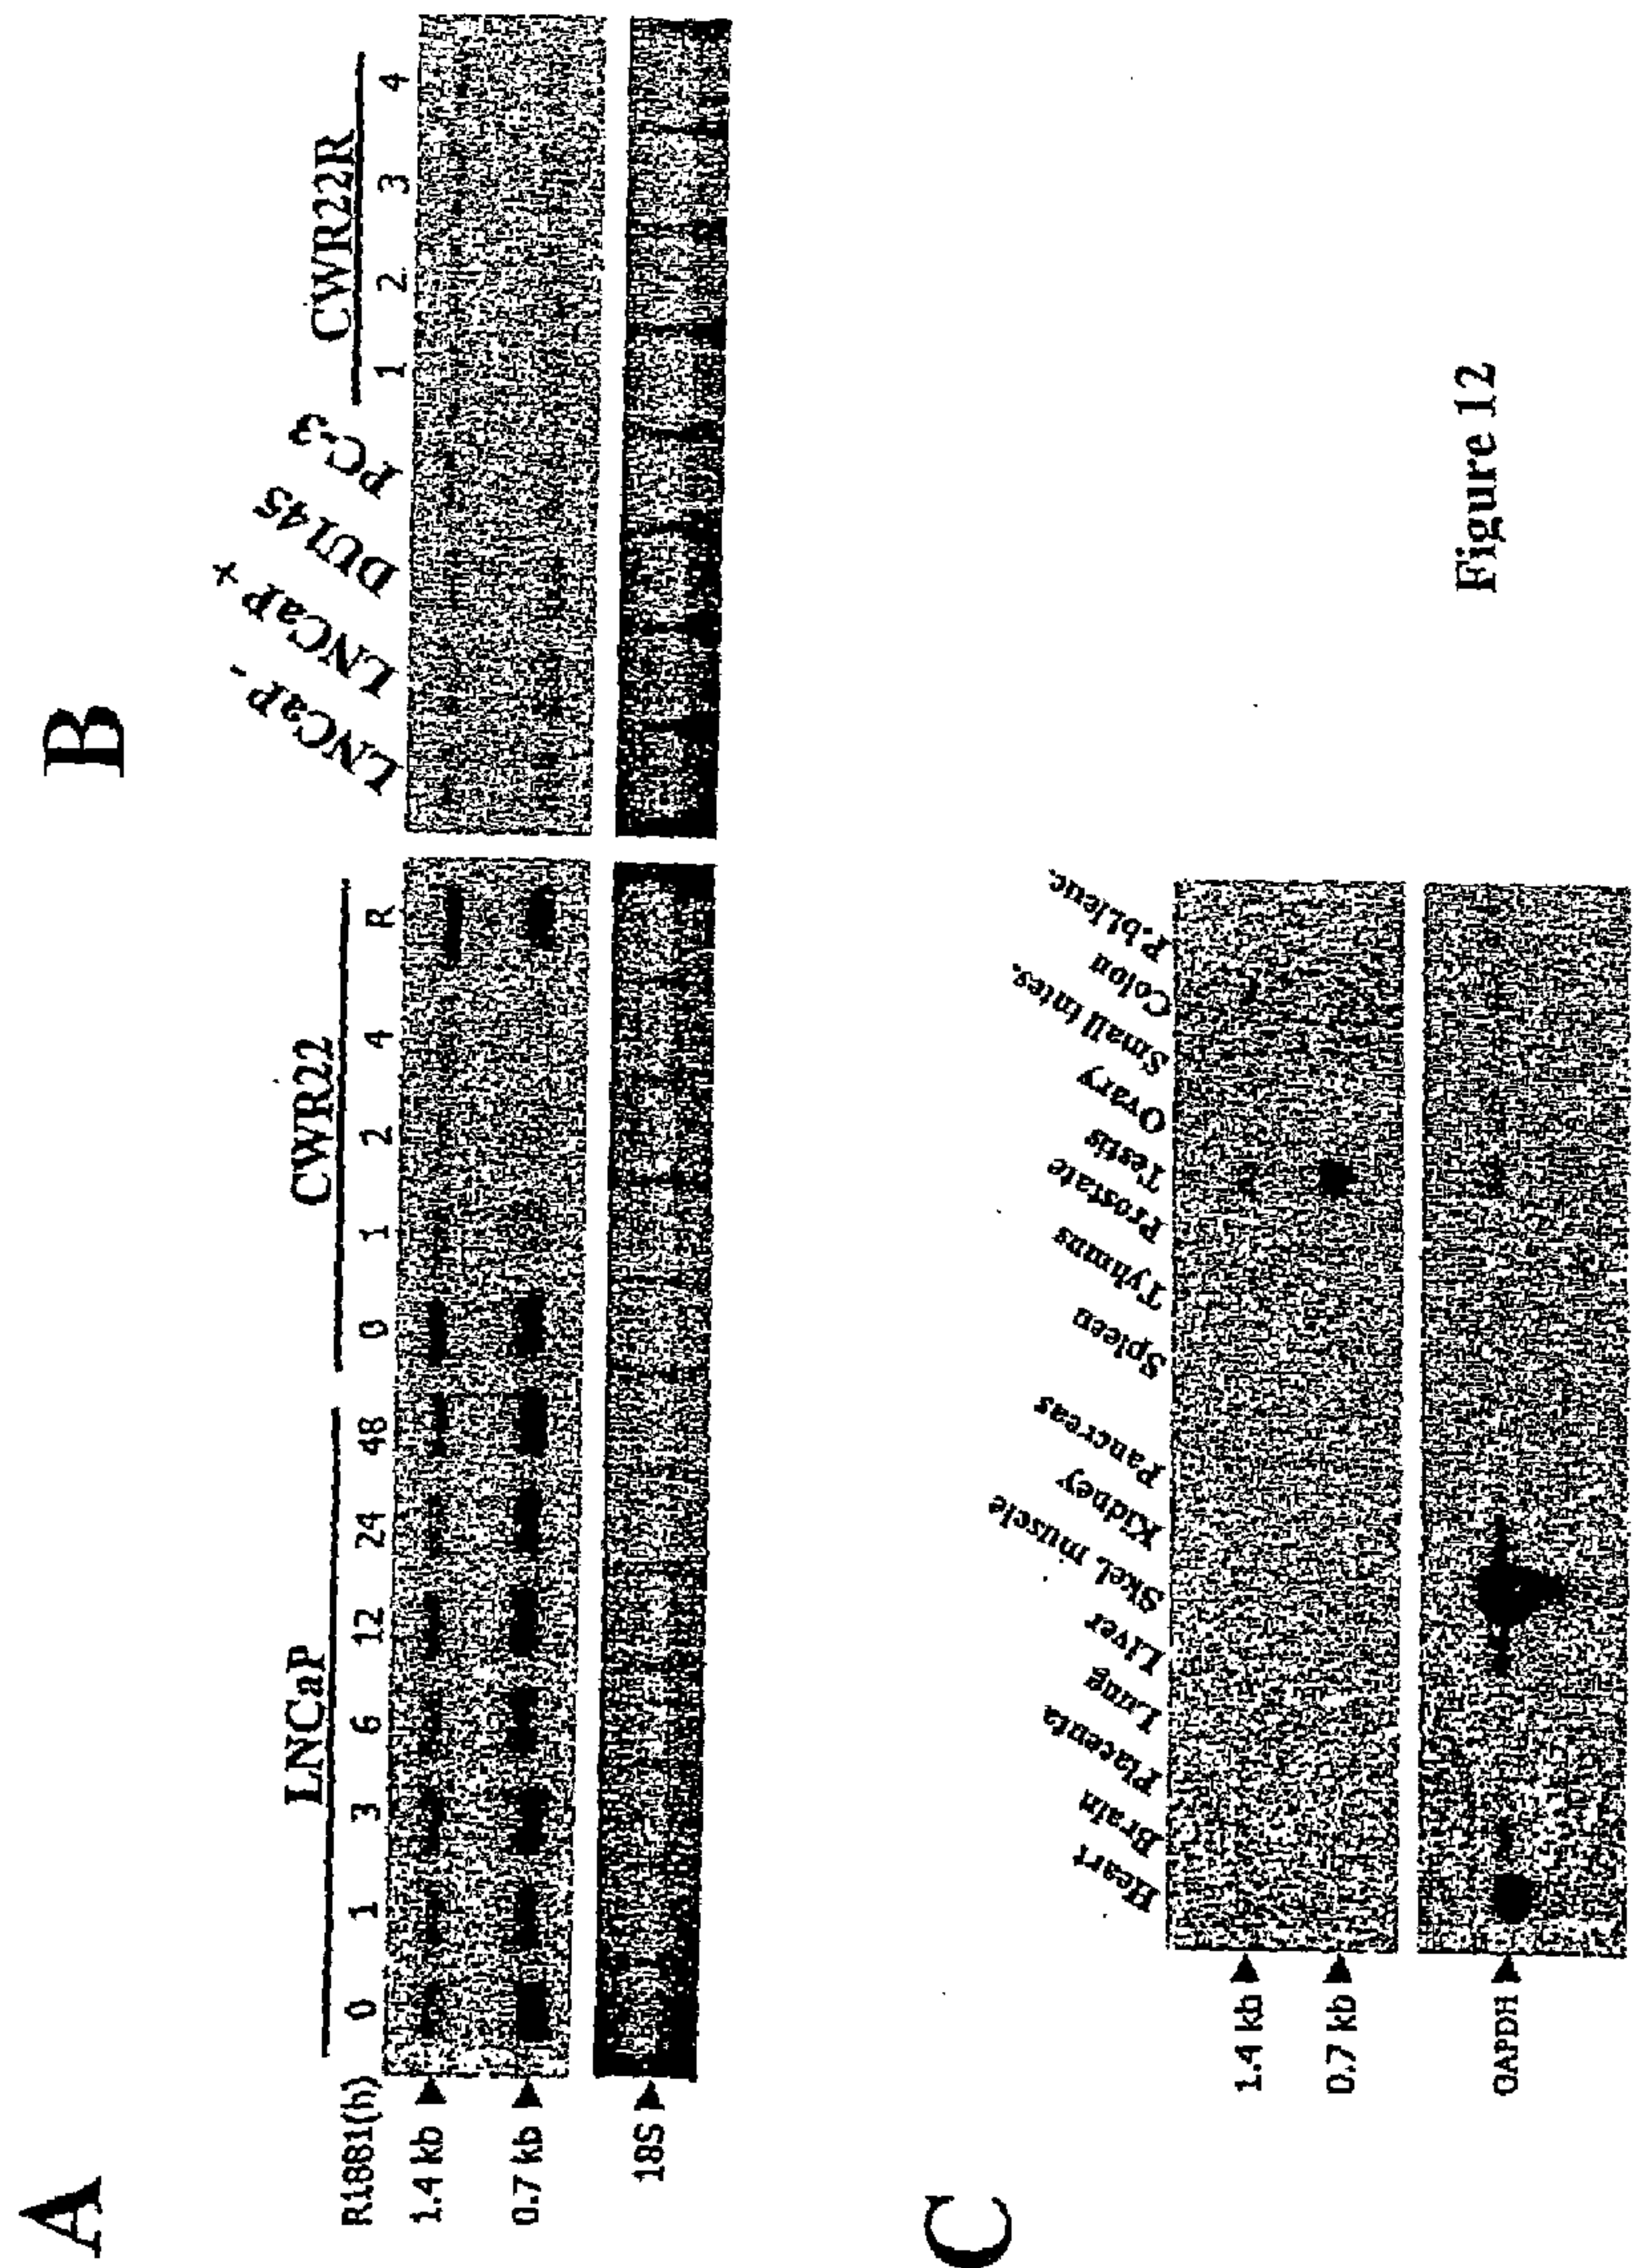 A
LNCaP
CWR22
R1881(h) 0 1 3 6 12 24 48 0 1 2 4 R
1.4 kb
0.7 kb
18S
B
CWR22R
LNCaP - LNCaP + DU145 PC-3 1 2 3 4
C
Heart Brain Placenta Lung Liver Skel. muscle Kidney Pancreas Spleen Tyhmus Prostate Testis Ovary Small intes. Colon P.bl.leuc.
1.4 kb
0.7 kb
GAPDH
Figure 12